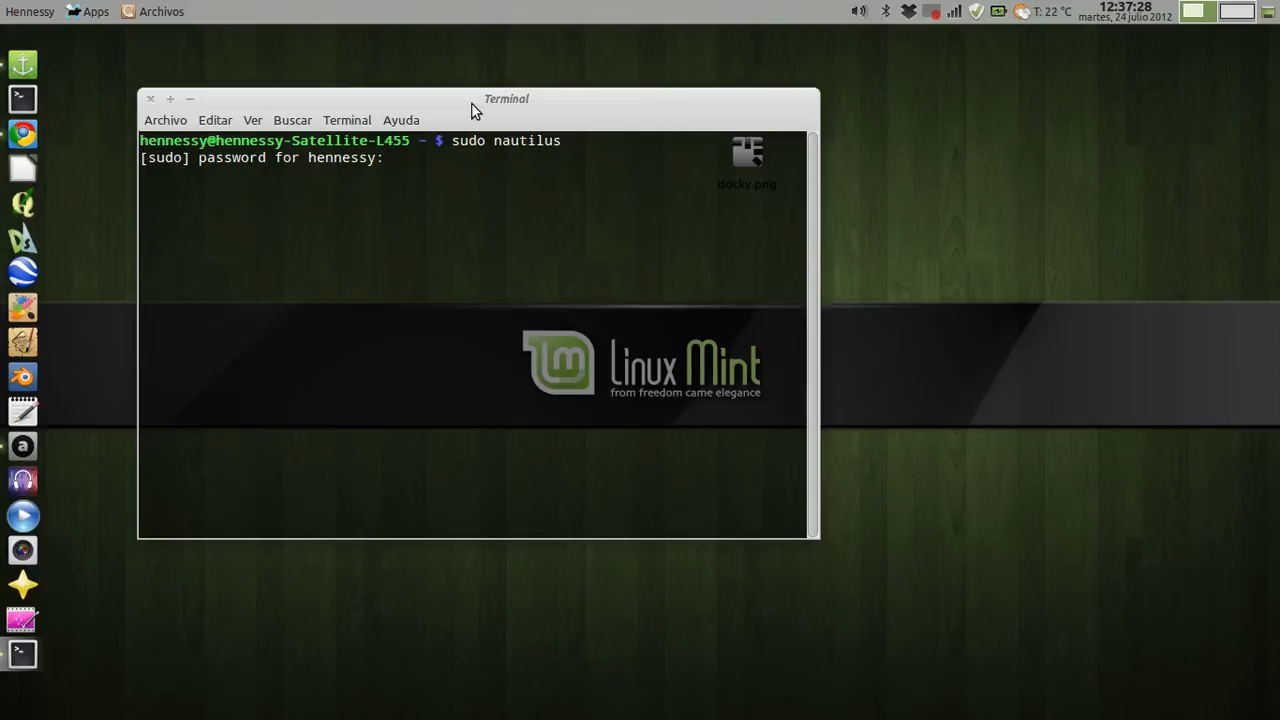 Hennessy Apps Archivos T: 22 °C 12:37:28
martes, 24 julio 2012
Terminal
Archivo Editar Ver Buscar Terminal Ayuda
hennessy@hennessy-Satellite-L455 ~ $ sudo nautilus
[sudo] password for hennessy:
docky.png
Linux Mint
from freedom came elegance